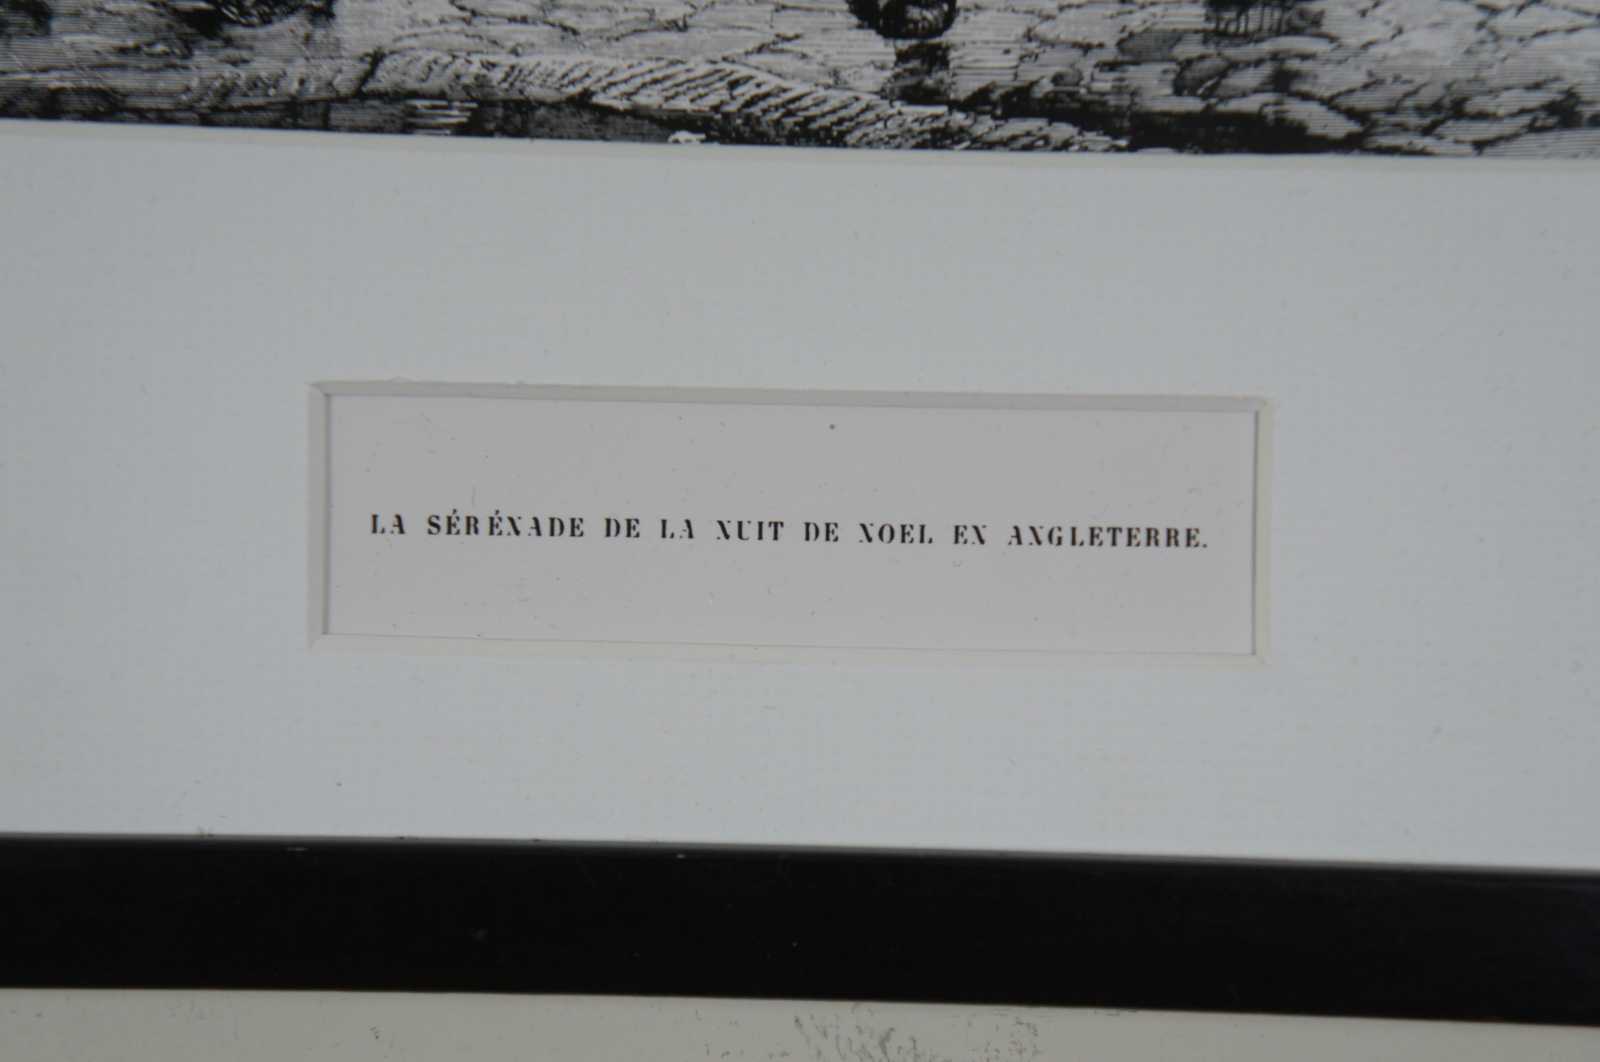 LA SÉRÉNADE DE LA NUIT DE NOEL EN ANGLETERRE.